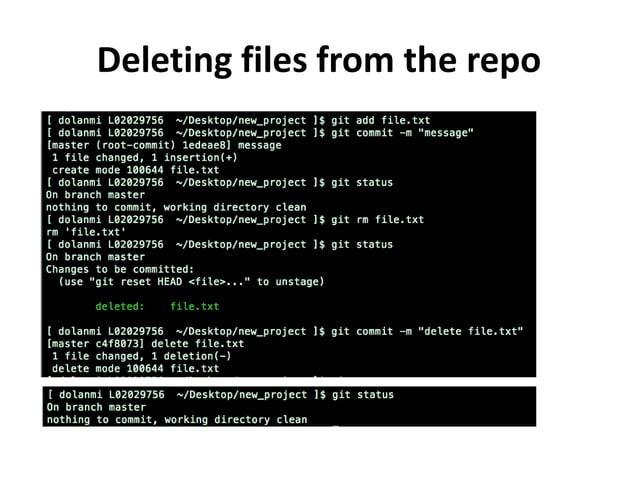 Deleting files from the repo
[ dolanmi L02029756  ~/Desktop/new_project ]$ git add file.txt
[ dolanmi L02029756  ~/Desktop/new_project ]$ git commit -m "message"
[master (root-commit) 1edeae8] message
 1 file changed, 1 insertion(+)
 create mode 100644 file.txt
[ dolanmi L02029756  ~/Desktop/new_project ]$ git status
On branch master
nothing to commit, working directory clean
[ dolanmi L02029756  ~/Desktop/new_project ]$ git rm file.txt
rm 'file.txt'
[ dolanmi L02029756  ~/Desktop/new_project ]$ git status
On branch master
Changes to be committed:
  (use "git reset HEAD <file>..." to unstage)
        deleted:    file.txt
[ dolanmi L02029756  ~/Desktop/new_project ]$ git commit -m "delete file.txt"
[master c4f8073] delete file.txt
 1 file changed, 1 deletion(-)
 delete mode 100644 file.txt
[ dolanmi L02029756  ~/Desktop/new_project ]$ git status
On branch master
nothing to commit, working directory clean